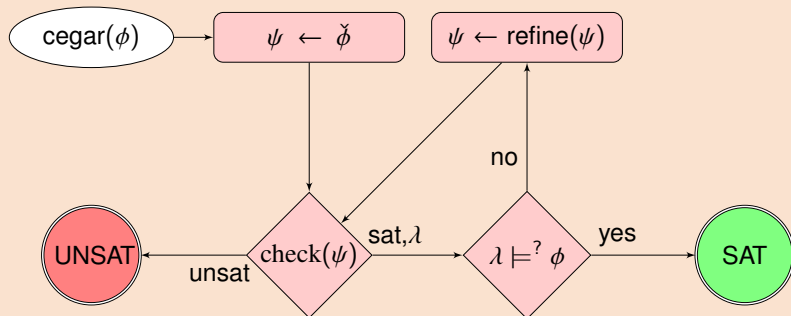 cegar(ϕ)
ψ ← ϕ̌
ψ ← refine(ψ)
no
UNSAT
unsat
check(ψ)
sat,λ
λ ⊨? ϕ
yes
SAT